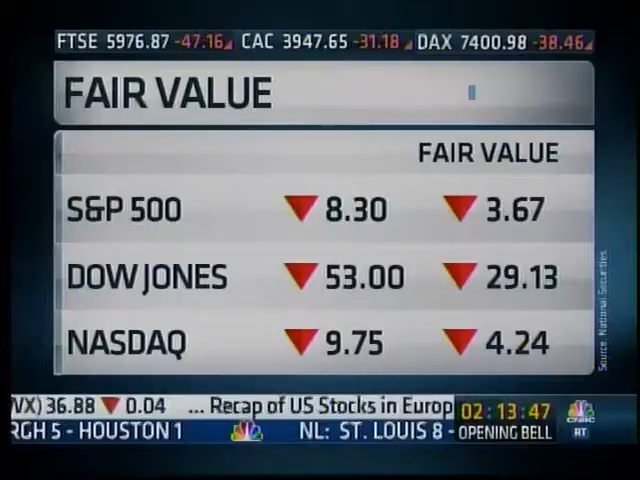 FTSE 5976.87 -47.16 CAC 3947.65 -31.18 DAX 7400.98 -38.46
FAIR VALUE
FAIR VALUE
S&P 500 8.30 3.67
DOW JONES 53.00 29.13
NASDAQ 9.75 4.24
Source: National Securities
VX) 36.88 0.04 ... Recap of US Stocks in Europ
RGH 5 - HOUSTON 1 NL: ST. LOUIS 8 -
02:13:47
OPENING BELL
CNBC
RT